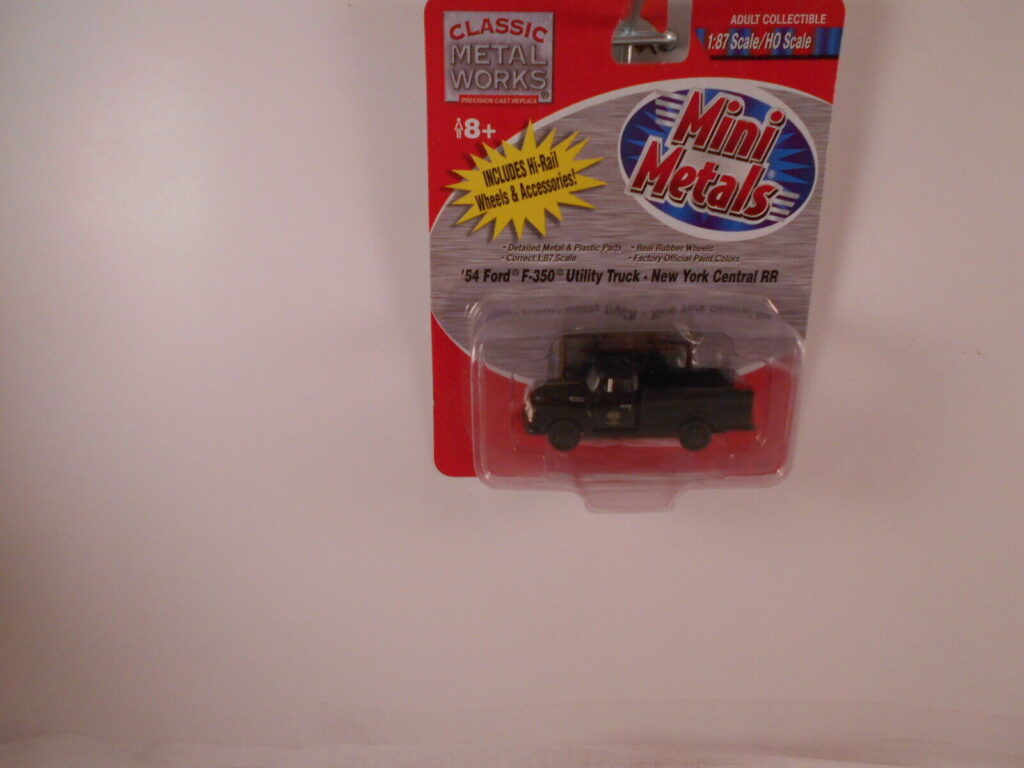 CLASSIC
METAL
WORKS®
PRECISION CAST REPLICA
ADULT COLLECTIBLE
1:87 Scale/HO Scale
8+
INCLUDES Hi-Rail
Wheels & Accessories!
Mini
Metals®
• Detailed Metal & Plastic Parts • Real Rubber Wheels
• Correct 1:87 Scale • Factory Official Paint Colors
'54 Ford® F-350® Utility Truck - New York Central RR